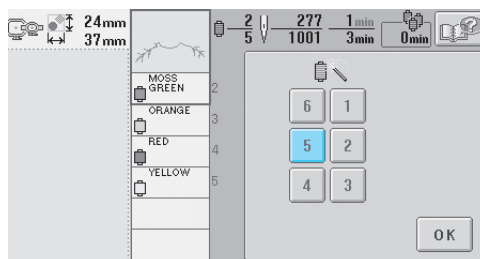 24mm
37mm
2
5
277
1001
1min
3min
0min
MOSS
GREEN
2
ORANGE
3
RED
4
YELLOW
5
6
1
5
2
4
3
OK